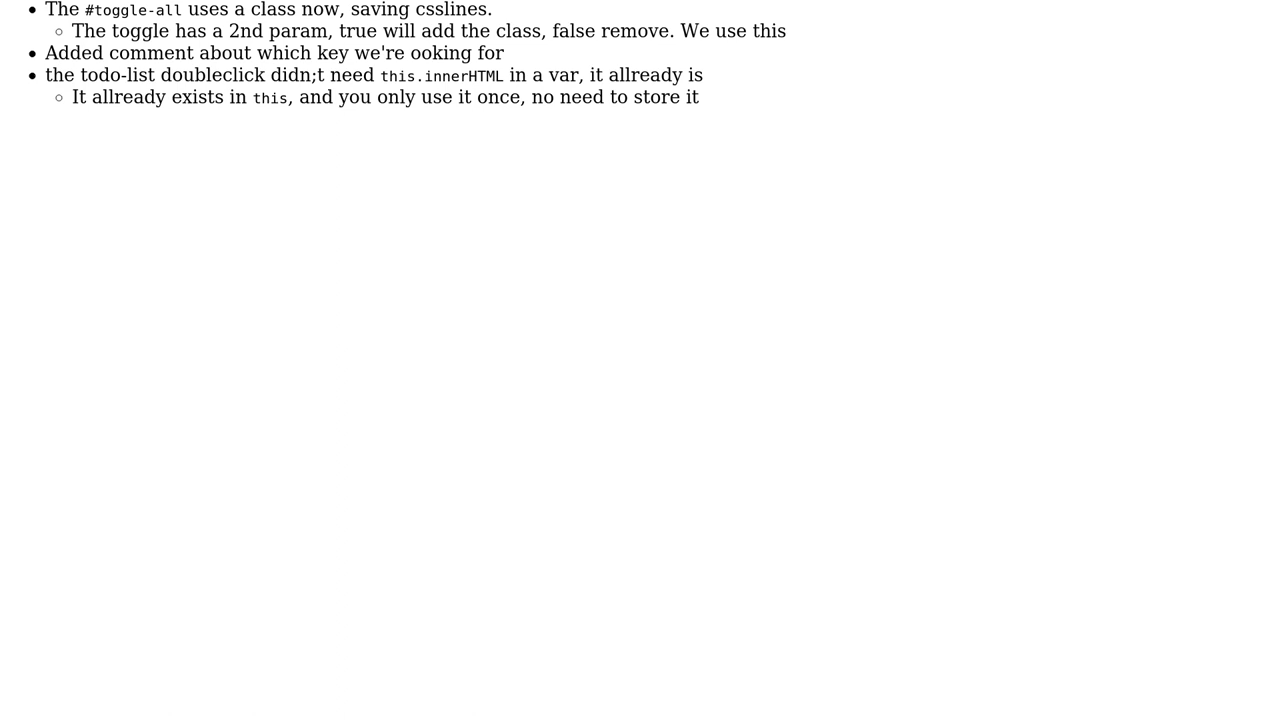 The #toggle-all uses a class now, saving csslines.
The toggle has a 2nd param, true will add the class, false remove. We use this
Added comment about which key we're ooking for
the todo-list doubleclick didn;t need this.innerHTML in a var, it allready is
It allready exists in this, and you only use it once, no need to store it